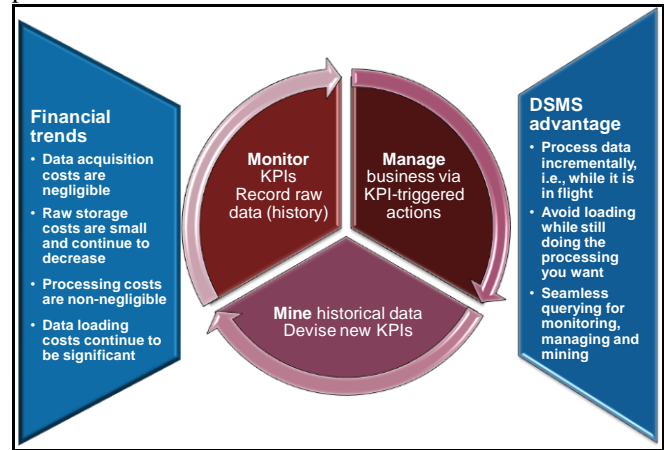 Financial
trends
• Data acquisition
costs are
negligible
• Raw storage
costs are small
and continue to
decrease
• Processing costs
are non-negligible
• Data loading
costs continue to
be significant
Monitor
KPIs
Record raw
data (history)
Manage
business via
KPI-triggered
actions
Mine historical data
Devise new KPIs
DSMS
advantage
• Process data
incrementally,
i.e., while it is
in flight
• Avoid loading
while still
doing the
processing
you want
• Seamless
querying for
monitoring,
managing and
mining